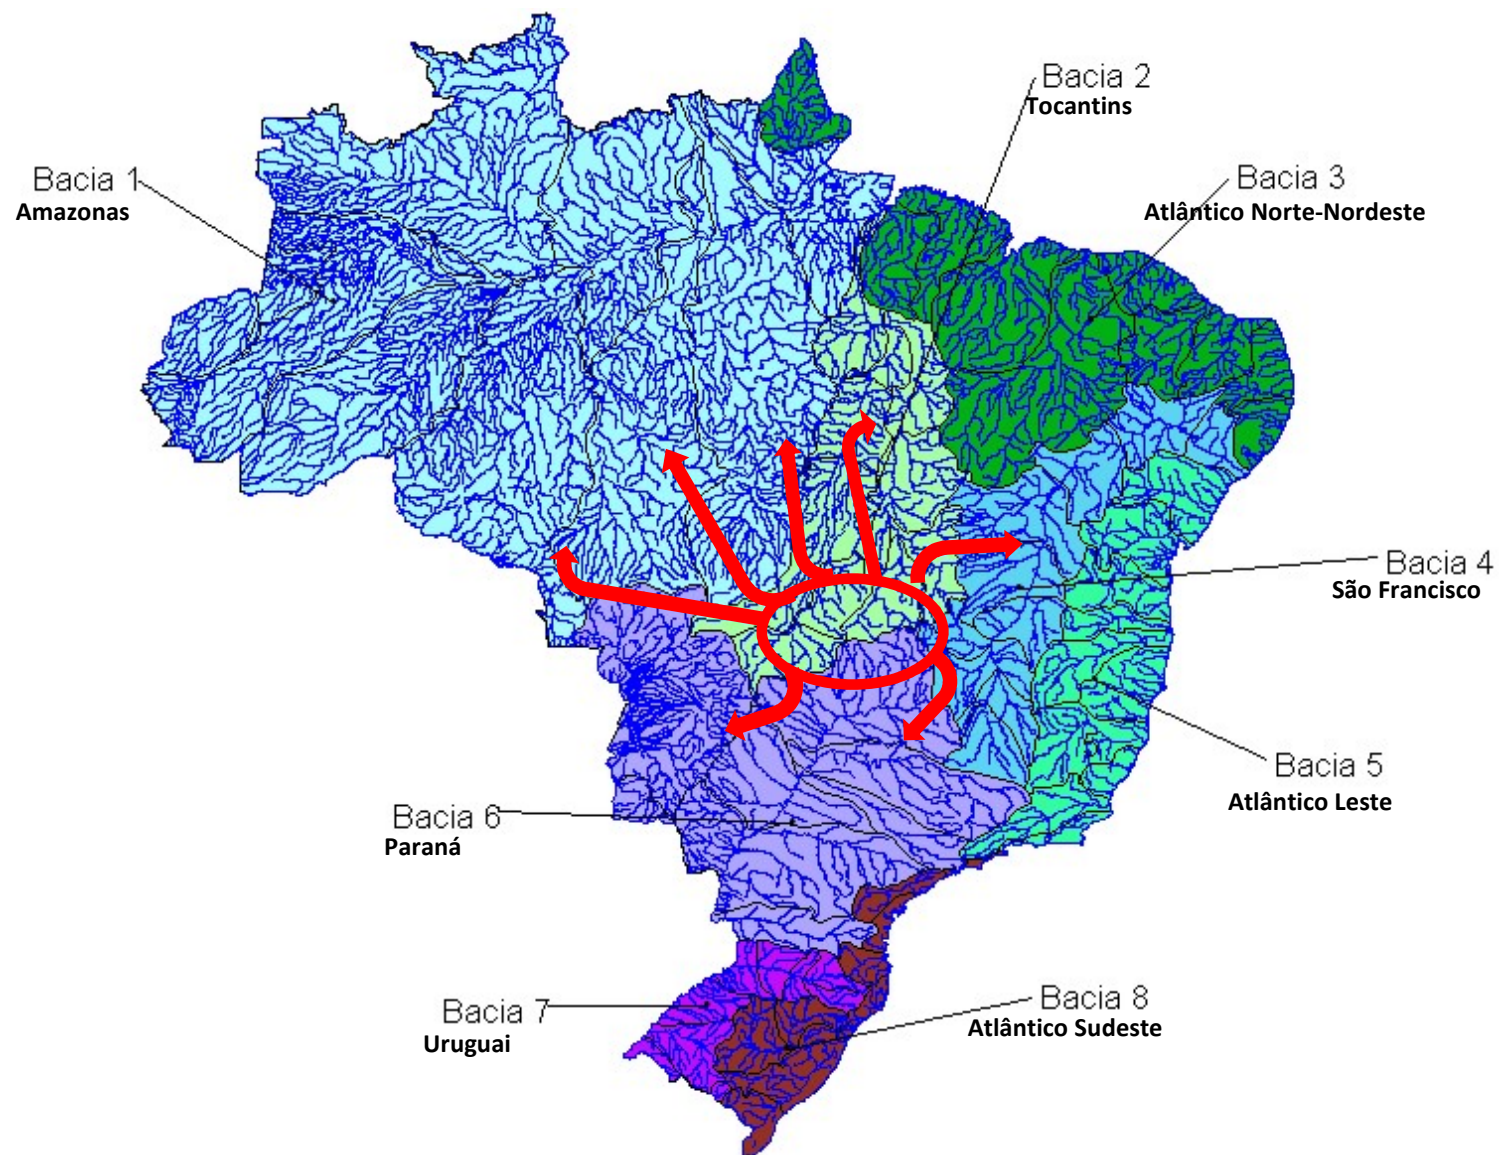 Bacia 2
Tocantins
Bacia 1
Amazonas
Bacia 3
Atlântico Norte-Nordeste
Bacia 4
São Francisco
Bacia 5
Atlântico Leste
Bacia 6
Paraná
Bacia 7
Uruguai
Bacia 8
Atlântico Sudeste